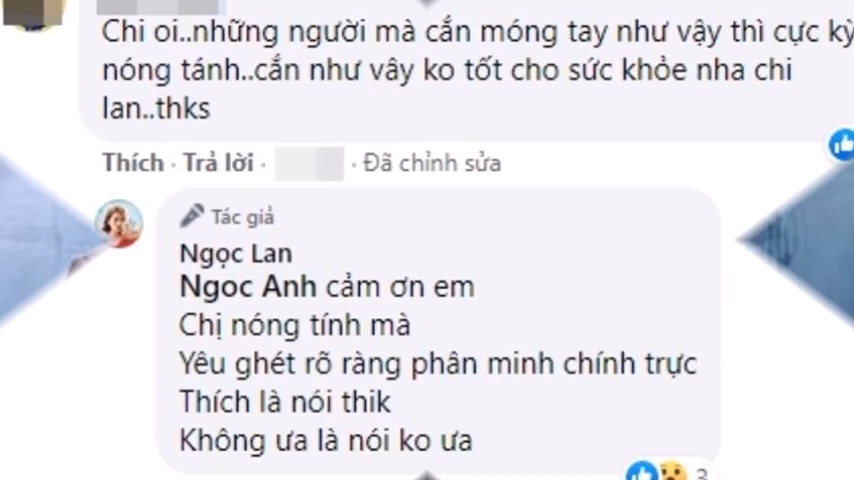 Chi oi..những người mà cắn móng tay như vậy thì cực kỳ
nóng tánh..cắn như vây ko tốt cho sức khỏe nha chi
lan..thks
Thích · Trả lời · · Đã chỉnh sửa
Tác giả
Ngọc Lan
Ngoc Anh cảm ơn em
Chị nóng tính mà
Yêu ghét rõ ràng phân minh chính trực
Thích là nói thik
Không ưa là nói ko ưa
3